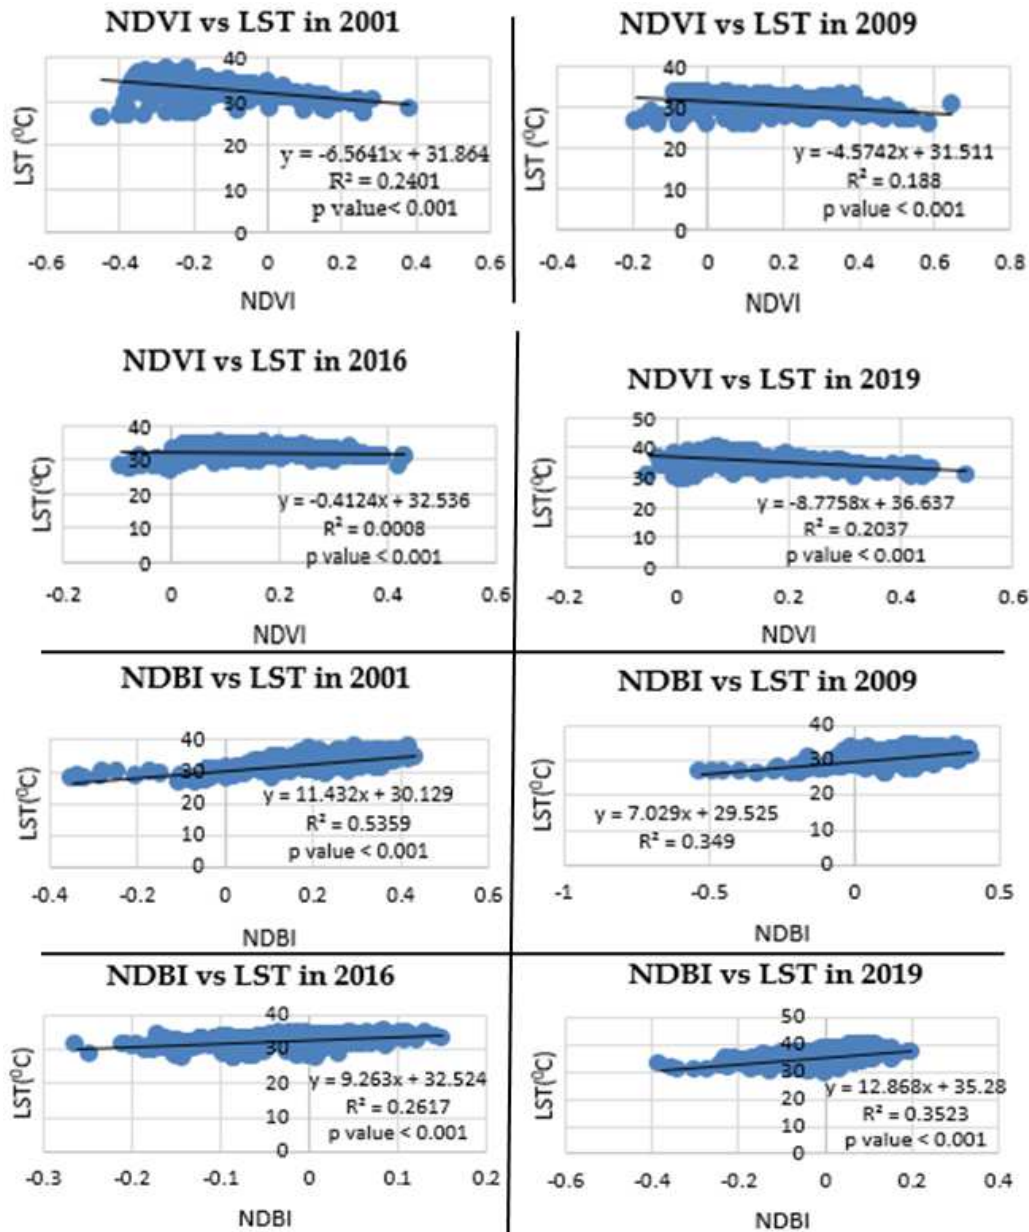 NDVI vs LST in 2001
40
30
20
10
0
LST (⁰C)
y = -6.5641x + 31.864
R² = 0.2401
p value< 0.001
-0.6 -0.4 -0.2 0 0.2 0.4 0.6
NDVI
NDVI vs LST in 2009
40
30
20
10
0
LST (⁰C)
y = -4.5742x + 31.511
R² = 0.188
p value < 0.001
-0.4 -0.2 0 0.2 0.4 0.6 0.8
NDVI
NDVI vs LST in 2016
40
30
20
10
0
LST(⁰C)
y = -0.4124x + 32.536
R² = 0.0008
p value < 0.001
-0.2 0 0.2 0.4 0.6
NDVI
NDVI vs LST in 2019
50
40
30
20
10
0
LST(⁰C)
y = -8.7758x + 36.637
R² = 0.2037
p value < 0.001
-0.2 0 0.2 0.4 0.6
NDVI
NDBI vs LST in 2001
40
30
20
10
0
LST(⁰C)
y = 11.432x + 30.129
R² = 0.5359
p value < 0.001
-0.4 -0.2 0 0.2 0.4 0.6
NDBI
NDBI vs LST in 2009
40
30
20
10
0
LST(⁰C)
y = 7.029x + 29.525
R² = 0.349
-1 -0.5 0 0.5
NDBI
NDBI vs LST in 2016
40
30
20
10
0
LST(⁰C)
y = 9.263x + 32.524
R² = 0.2617
p value < 0.001
-0.3 -0.2 -0.1 0 0.1 0.2
NDBI
NDBI vs LST in 2019
50
40
30
20
10
0
LST(⁰C)
y = 12.868x + 35.28
R² = 0.3523
p value < 0.001
-0.6 -0.4 -0.2 0 0.2 0.4
NDBI